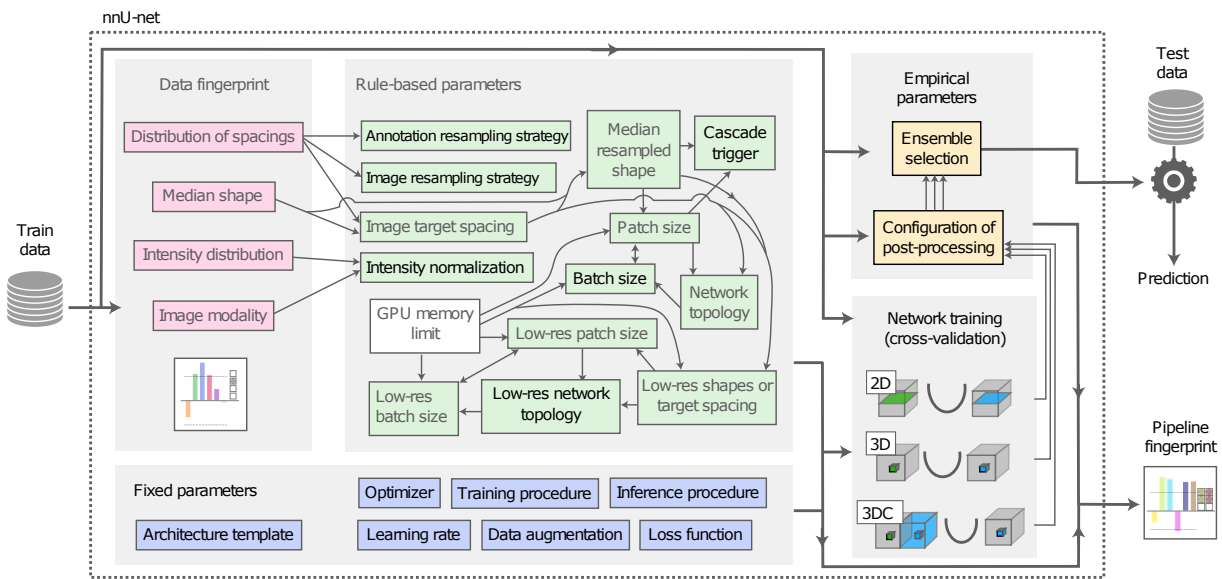 nnU-net
Train
data
Data fingerprint
Distribution of spacings
Median shape
Intensity distribution
Image modality
Rule-based parameters
Annotation resampling strategy
Image resampling strategy
Image target spacing
Intensity normalization
Median
resampled
shape
Cascade
trigger
Patch size
Batch size
Network
topology
GPU memory
limit
Low-res patch size
Low-res
batch size
Low-res network
topology
Low-res shapes or
target spacing
Fixed parameters
Optimizer
Training procedure
Inference procedure
Architecture template
Learning rate
Data augmentation
Loss function
Empirical
parameters
Ensemble
selection
Configuration of
post-processing
Network training
(cross-validation)
2D
3D
3DC
Test
data
Prediction
Pipeline
fingerprint